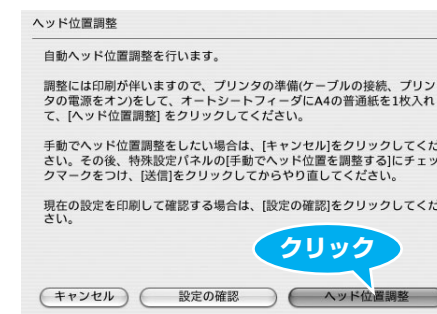 ヘッド位置調整
自動ヘッド位置調整を行います。
調整には印刷が伴いますので、プリンタの準備(ケーブルの接続、プリン
タの電源をオン)をして、オートシートフィーダにA4の普通紙を1枚入れ
て、[ヘッド位置調整] をクリックしてください。
手動でヘッド位置調整をしたい場合は、[キャンセル]をクリックしてくだ
さい。その後、特殊設定パネルの[手動でヘッド位置を調整する]にチェッ
クマークをつけ、[送信]をクリックしてからやり直してください。
現在の設定を印刷して確認する場合は、[設定の確認]をクリックしてくだ
さい。
クリック
キャンセル 設定の確認 ヘッド位置調整